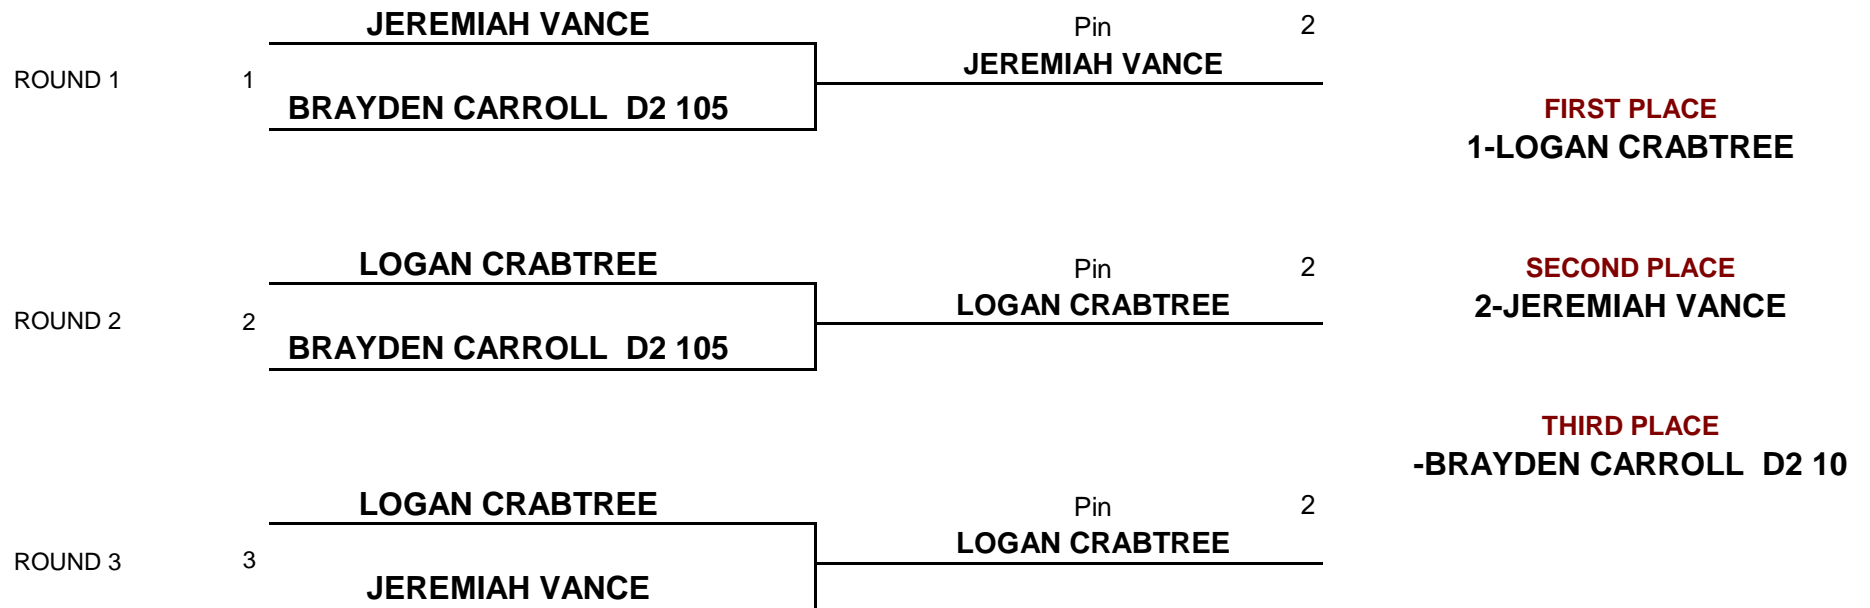 JEREMIAH VANCE
Pin 2
JEREMIAH VANCE
ROUND 1 1
BRAYDEN CARROLL D2 105
FIRST PLACE
1-LOGAN CRABTREE
LOGAN CRABTREE
Pin 2
LOGAN CRABTREE
ROUND 2 2
BRAYDEN CARROLL D2 105
SECOND PLACE
2-JEREMIAH VANCE
THIRD PLACE
-BRAYDEN CARROLL D2 10
LOGAN CRABTREE
Pin 2
LOGAN CRABTREE
ROUND 3 3
JEREMIAH VANCE